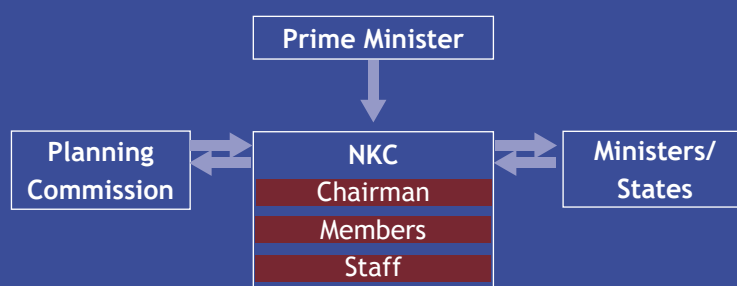 Prime Minister
Planning
Commission
NKC
Chairman
Members
Staff
Ministers/
States